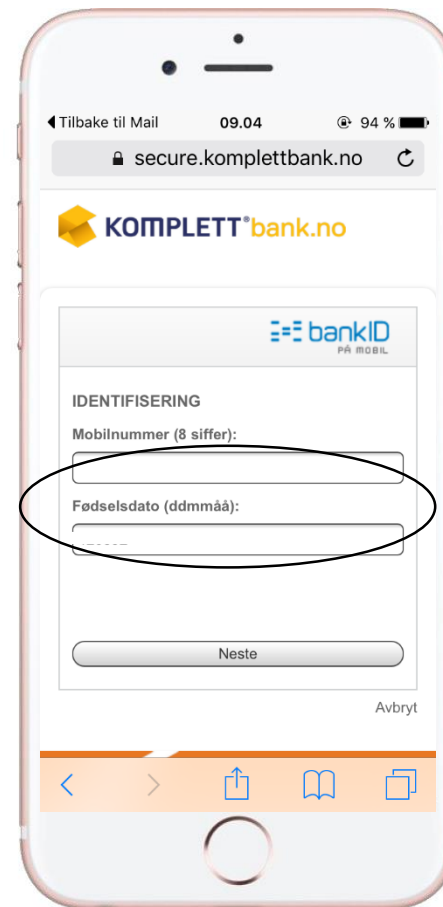 Tilbake til Mail 09.04 94 %
secure.komplettbank.no
KOMPLETT® bank.no
bankID
PÅ MOBIL
IDENTIFISERING
Mobilnummer (8 siffer):
Fødselsdato (ddmmåå):
Neste
Avbryt